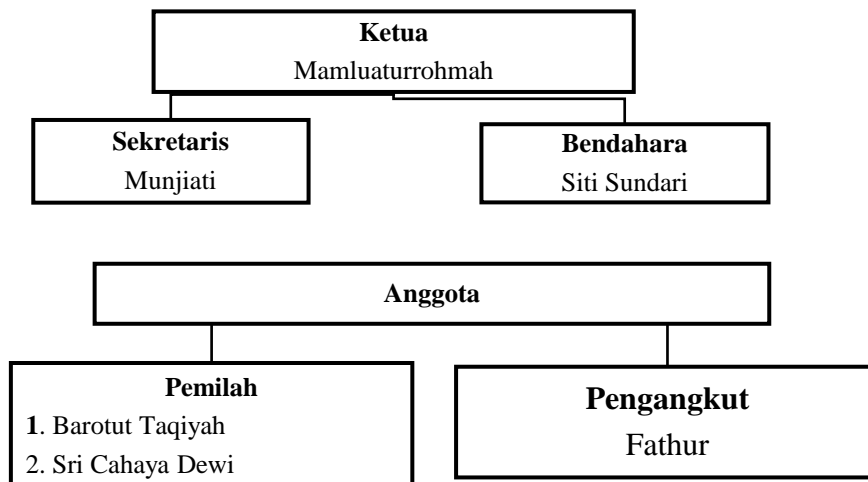 Ketua
Mamluaturrohmah
Sekretaris
Munjiati
Bendahara
Siti Sundari
Anggota
Pemilah
1. Barotut Taqiyah
2. Sri Cahaya Dewi
Pengangkut
Fathur